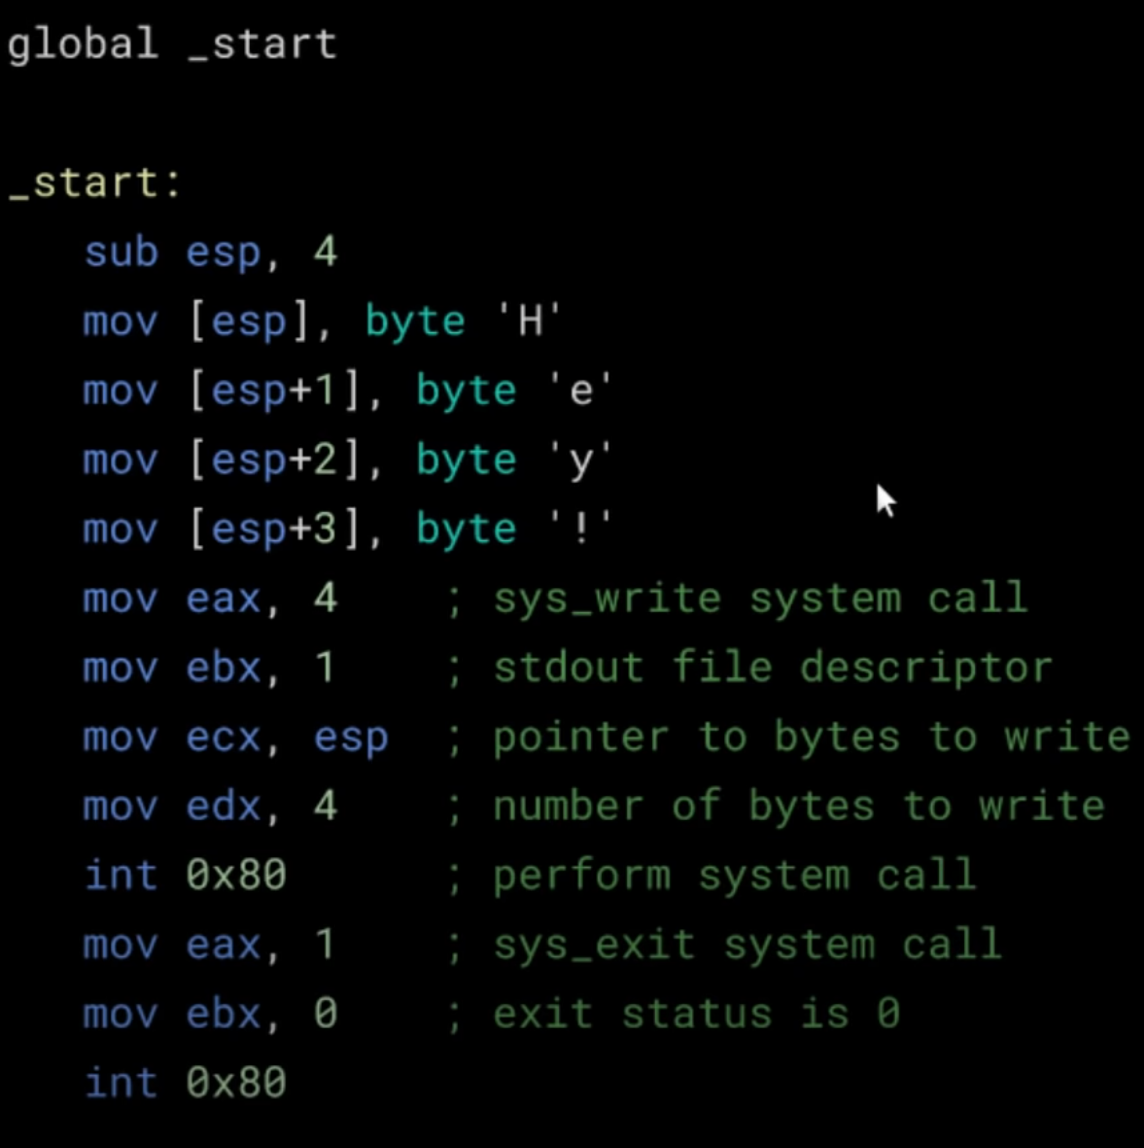 global _start
_start:
sub esp, 4
mov [esp], byte 'H'
mov [esp+1], byte 'e'
mov [esp+2], byte 'y'
mov [esp+3], byte '!'
mov eax, 4 ; sys_write system call
mov ebx, 1 ; stdout file descriptor
mov ecx, esp ; pointer to bytes to write
mov edx, 4 ; number of bytes to write
int 0x80 ; perform system call
mov eax, 1 ; sys_exit system call
mov ebx, 0 ; exit status is 0
int 0x80